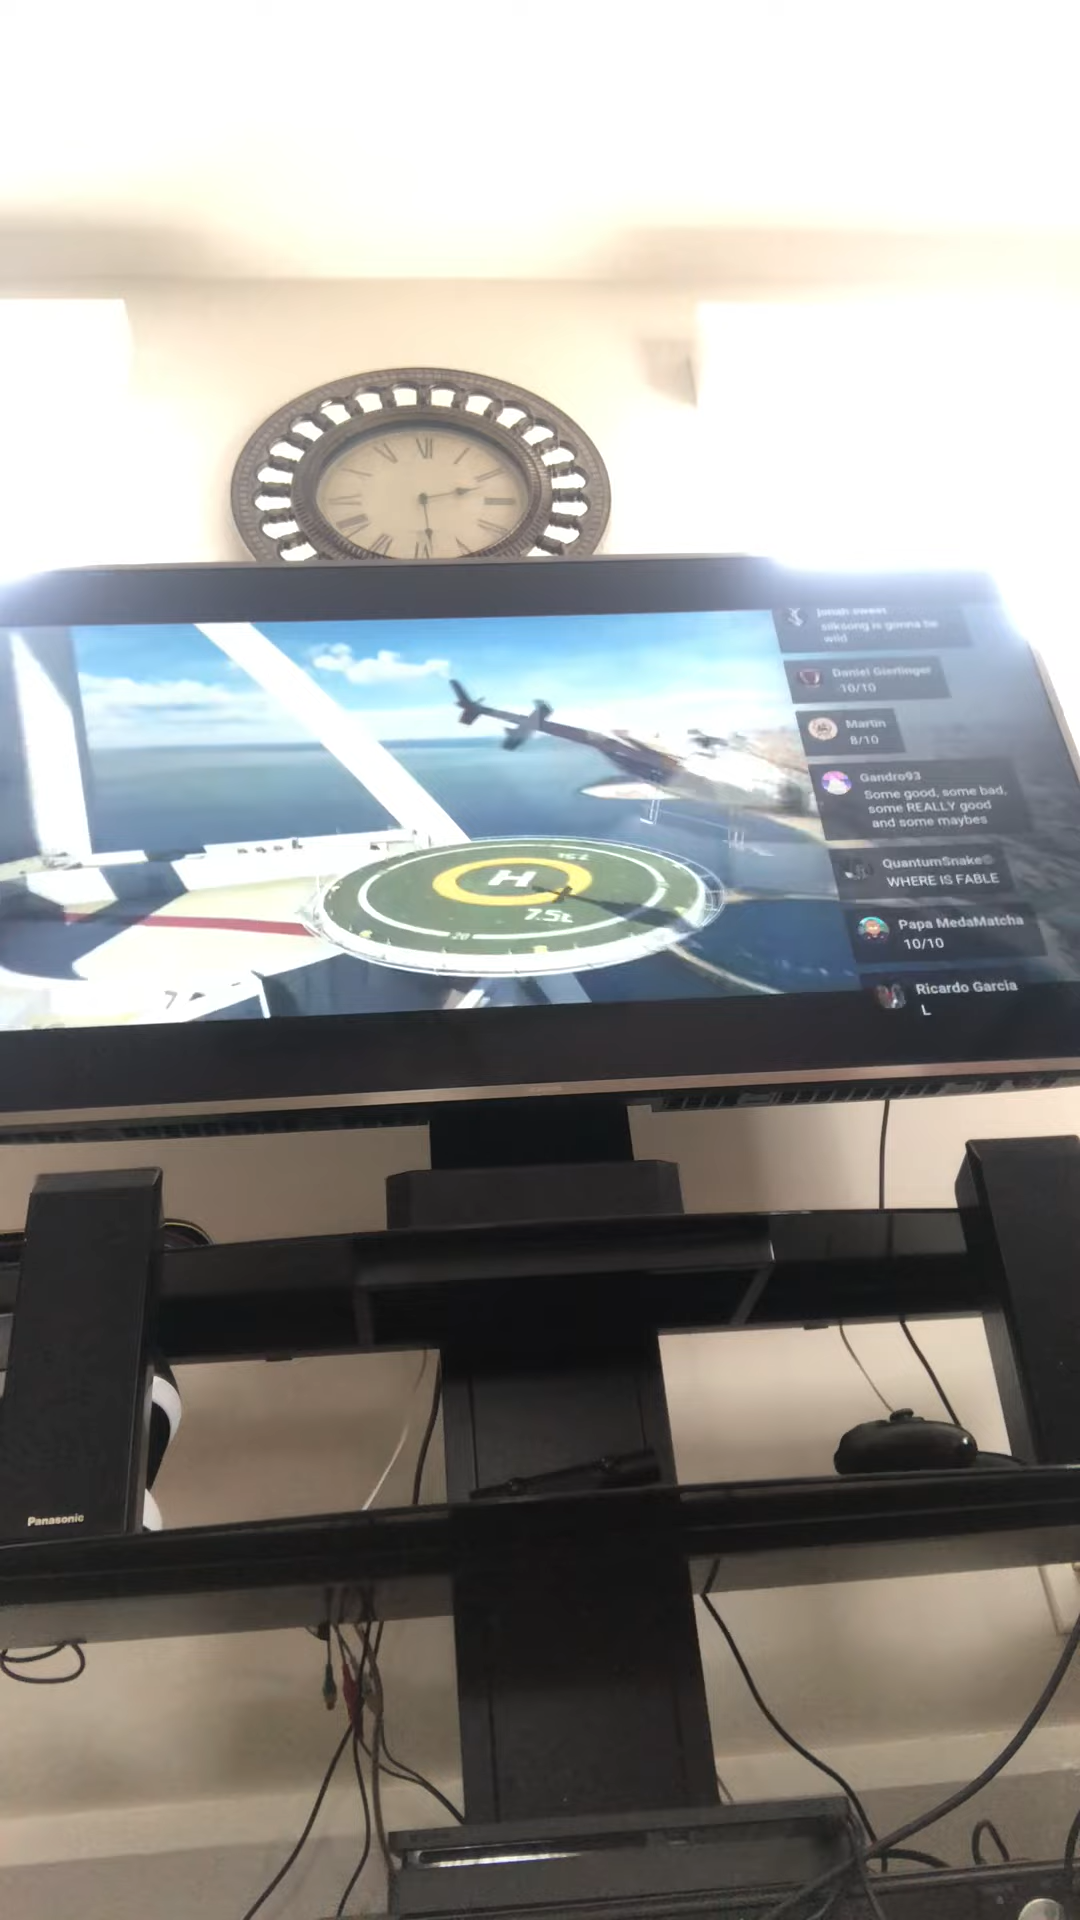 jonah sweet
silksong is gonna be
wild
Daniel Gierlinger
10/10
Martin
8/10
Gandro93
Some good, some bad,
some REALLY good
and some maybes
QuantumSnake
WHERE IS FABLE
Papa MedaMatcha
10/10
Ricardo Garcia
L
H
7.5t
20
Panasonic